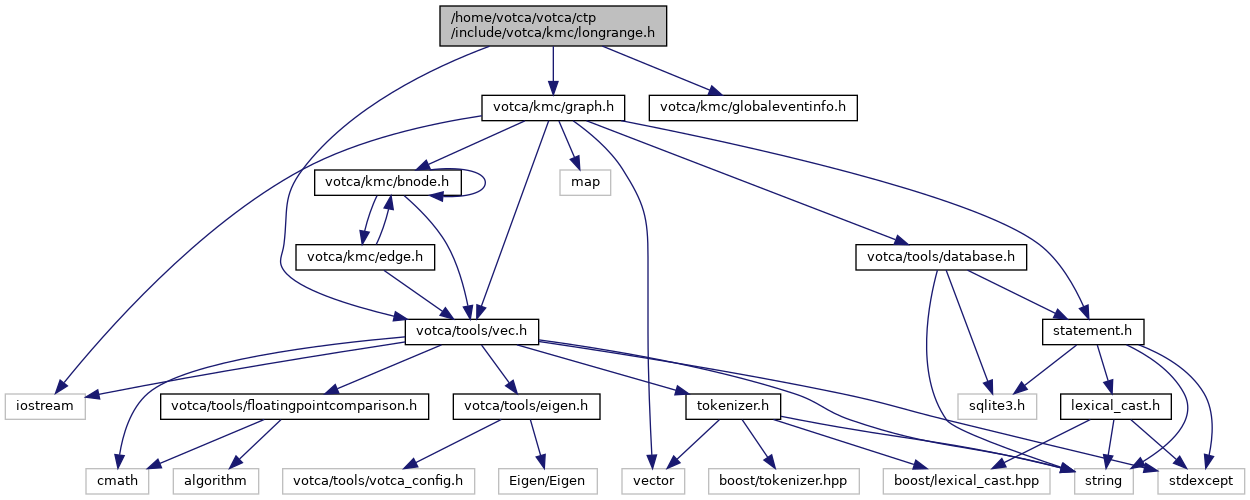 /home/votca/votca/ctp
/include/votca/kmc/longrange.h
votca/kmc/graph.h
votca/kmc/globaleventinfo.h
votca/kmc/bnode.h
map
votca/kmc/edge.h
votca/tools/database.h
votca/tools/vec.h
statement.h
iostream
votca/tools/floatingpointcomparison.h
votca/tools/eigen.h
tokenizer.h
sqlite3.h
lexical_cast.h
cmath
algorithm
votca/tools/votca_config.h
Eigen/Eigen
vector
boost/tokenizer.hpp
boost/lexical_cast.hpp
string
stdexcept